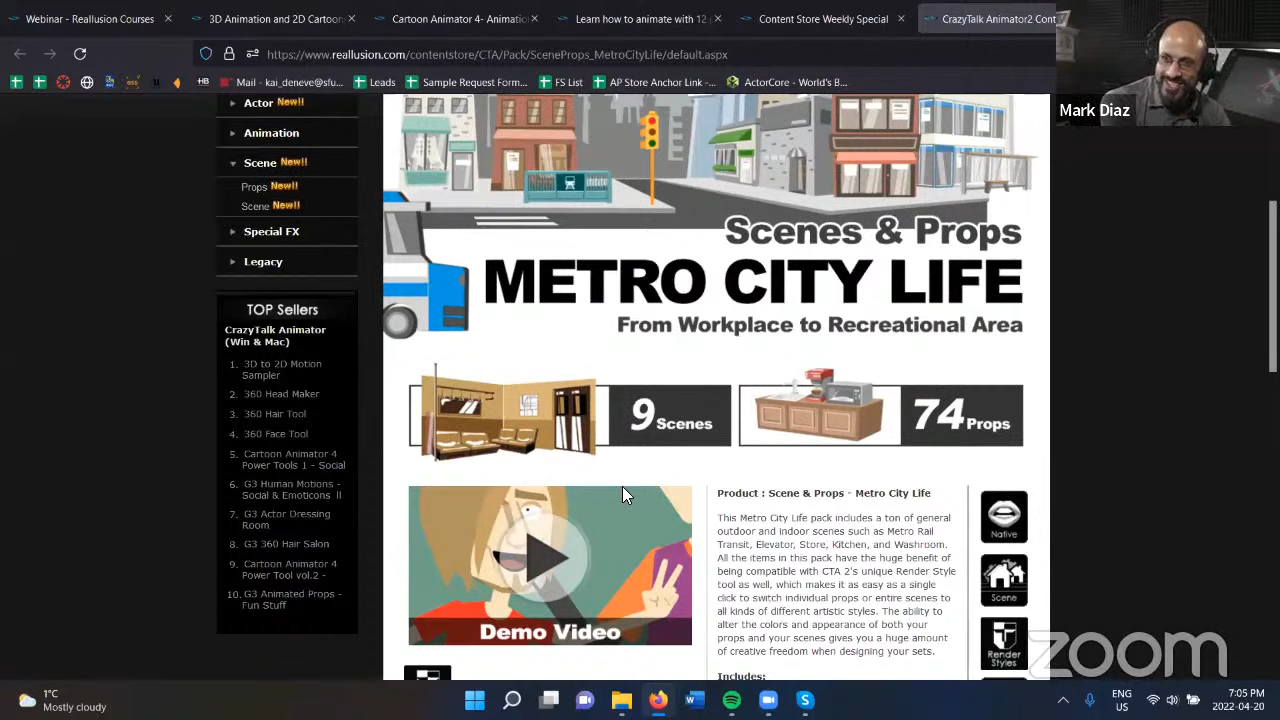 Webinar - Reallusion Courses
3D Animation and 2D Cartoon
Cartoon Animator 4- Animation
Learn how to animate with 12
Content Store Weekly Special
CrazyTalk Animator2 Cont
https://www.reallusion.com/contentstore/CTA/Pack/SceneProps_MetroCityLife/default.aspx
HB
Mail - kai_deneve@sfu...
Leads
Sample Request Form...
FS List
AP Store Anchor Link -...
ActorCore - World's B...
Mark Diaz
Actor New!!
Animation
Scene New!!
Props New!!
Scene New!!
Special FX
Legacy
TOP Sellers
CrazyTalk Animator
(Win & Mac)
1. 3D to 2D Motion
Sampler
2. 360 Head Maker
3. 360 Hair Tool
4. 360 Face Tool
5. Cartoon Animator 4
Power Tools 1 - Social
6. G3 Human Motions -
Social & Emoticons II
7. G3 Actor Dressing
Room
8. G3 360 Hair Salon
9. Cartoon Animator 4
Power Tool vol.2 -
10. G3 Animated Props -
Fun Stuff
Scenes & Props
METRO CITY LIFE
From Workplace to Recreational Area
9 Scenes
74 Props
Demo Video
Product : Scene & Props - Metro City Life
This Metro City Life pack includes a ton of general
outdoor and indoor scenes such as Metro Rail
Transit, Elevator, Store, Kitchen, and Washroom.
All the items in this pack have the huge benefit of
being compatible with CTA 2's unique Render Style
tool as well, which makes it as easy as a single
click to switch individual props or entire scenes to
all kinds of different artistic styles. The ability to
alter the colors and appearance of both your
props and your scenes gives you a huge amount
of creative freedom when designing your sets.
Includes:
Native
Scene
Render
Styles
zoom
1°C
Mostly cloudy
ENG
US
7:05 PM
2022-04-20